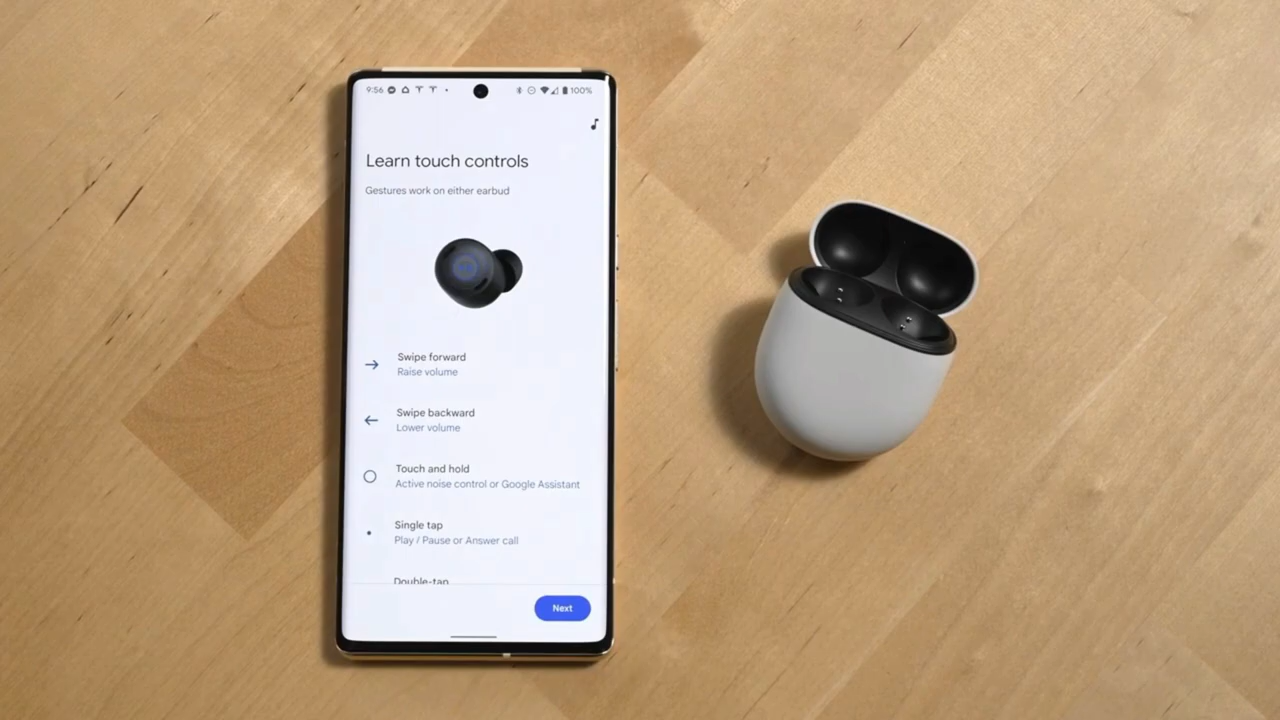 9:56 100%
Learn touch controls
Gestures work on either earbud
Swipe forward
Raise volume
Swipe backward
Lower volume
Touch and hold
Active noise control or Google Assistant
Single tap
Play / Pause or Answer call
Double-tap
Next